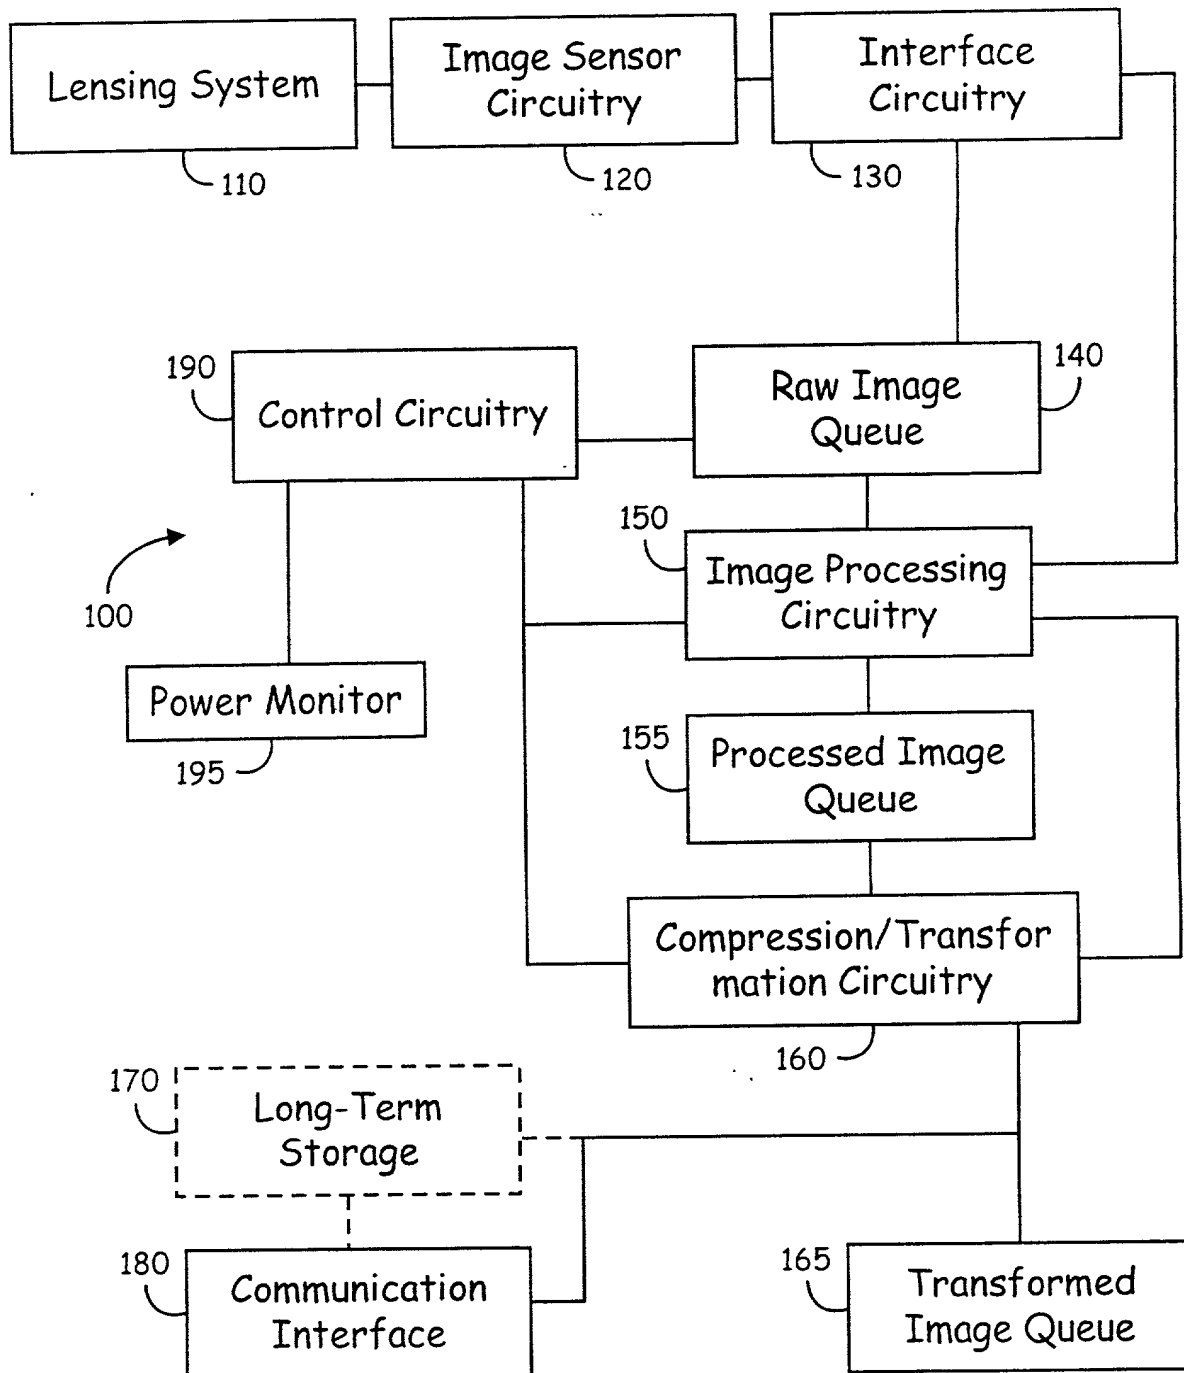 Lensing System
110
Image Sensor
Circuitry
120
Interface
Circuitry
130
190
Control Circuitry
Raw Image
Queue
140
100
150
Image Processing
Circuitry
Power Monitor
195
155
Processed Image
Queue
Compression/Transfor
mation Circuitry
160
170
Long-Term
Storage
180
Communication
Interface
165
Transformed
Image Queue